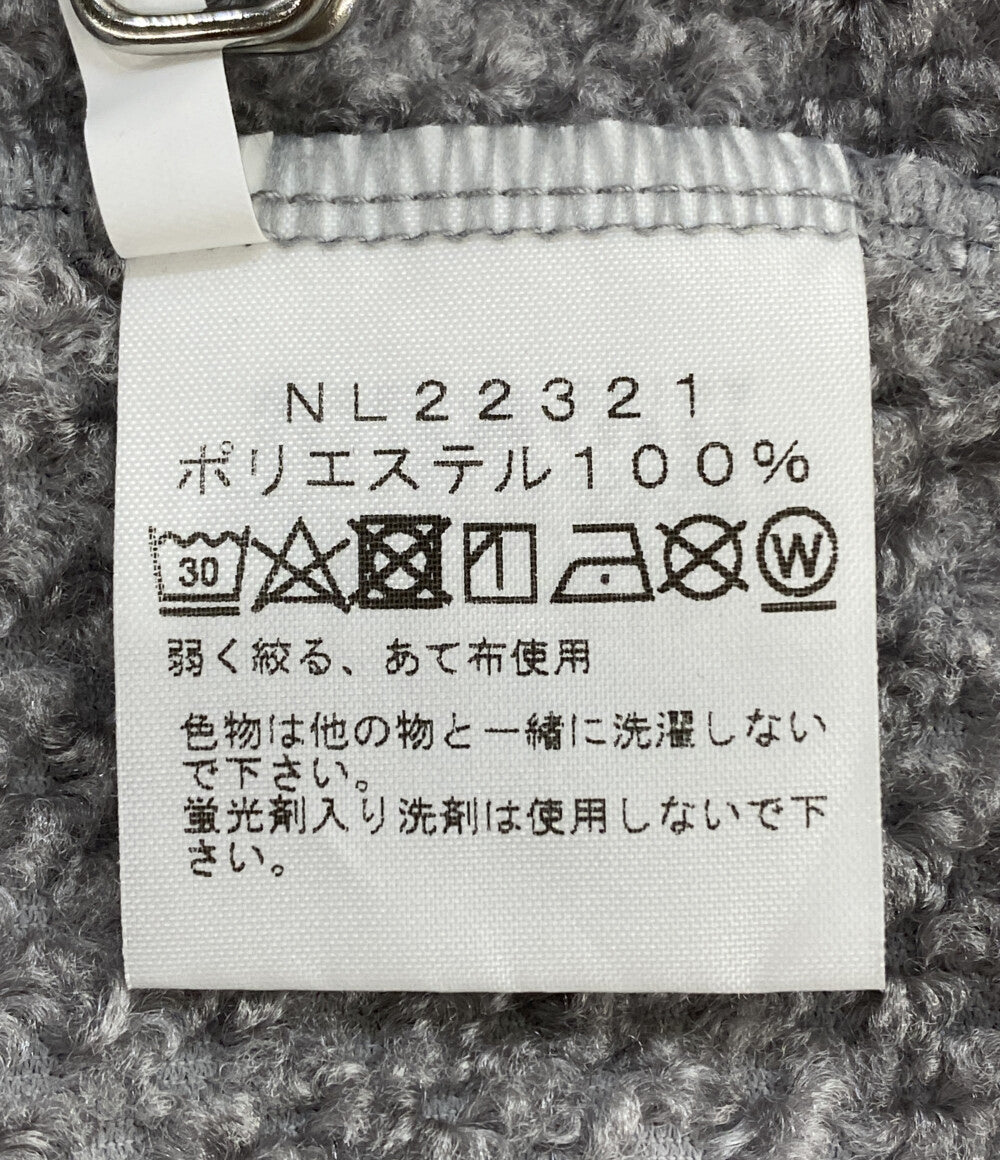 NL22321
ポリエステル100%
30
W
弱く絞る、あて布使用
色物は他の物と一緒に洗濯しない
で下さい。
蛍光剤入り洗剤は使用しないで下
さい。